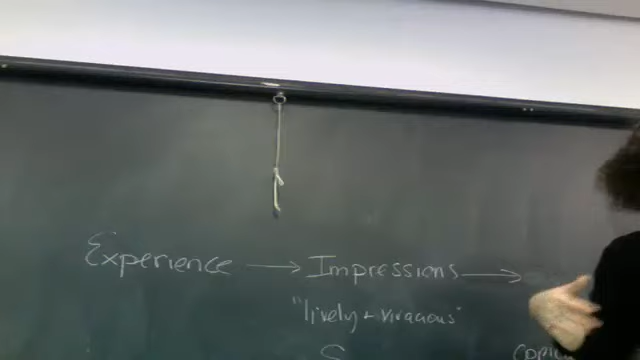 Experience → Impressions →
"lively + vivacious"